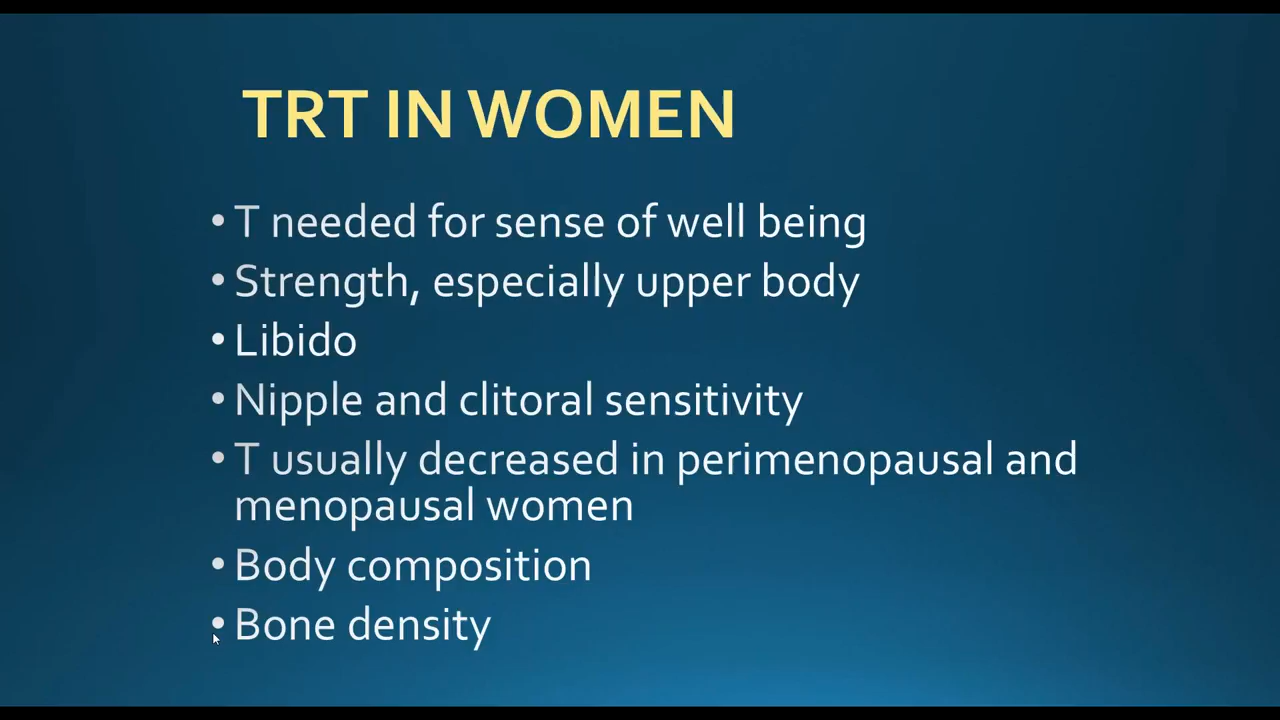 TRT IN WOMEN
• T needed for sense of well being
• Strength, especially upper body
• Libido
• Nipple and clitoral sensitivity
• T usually decreased in perimenopausal and
menopausal women
• Body composition
• Bone density